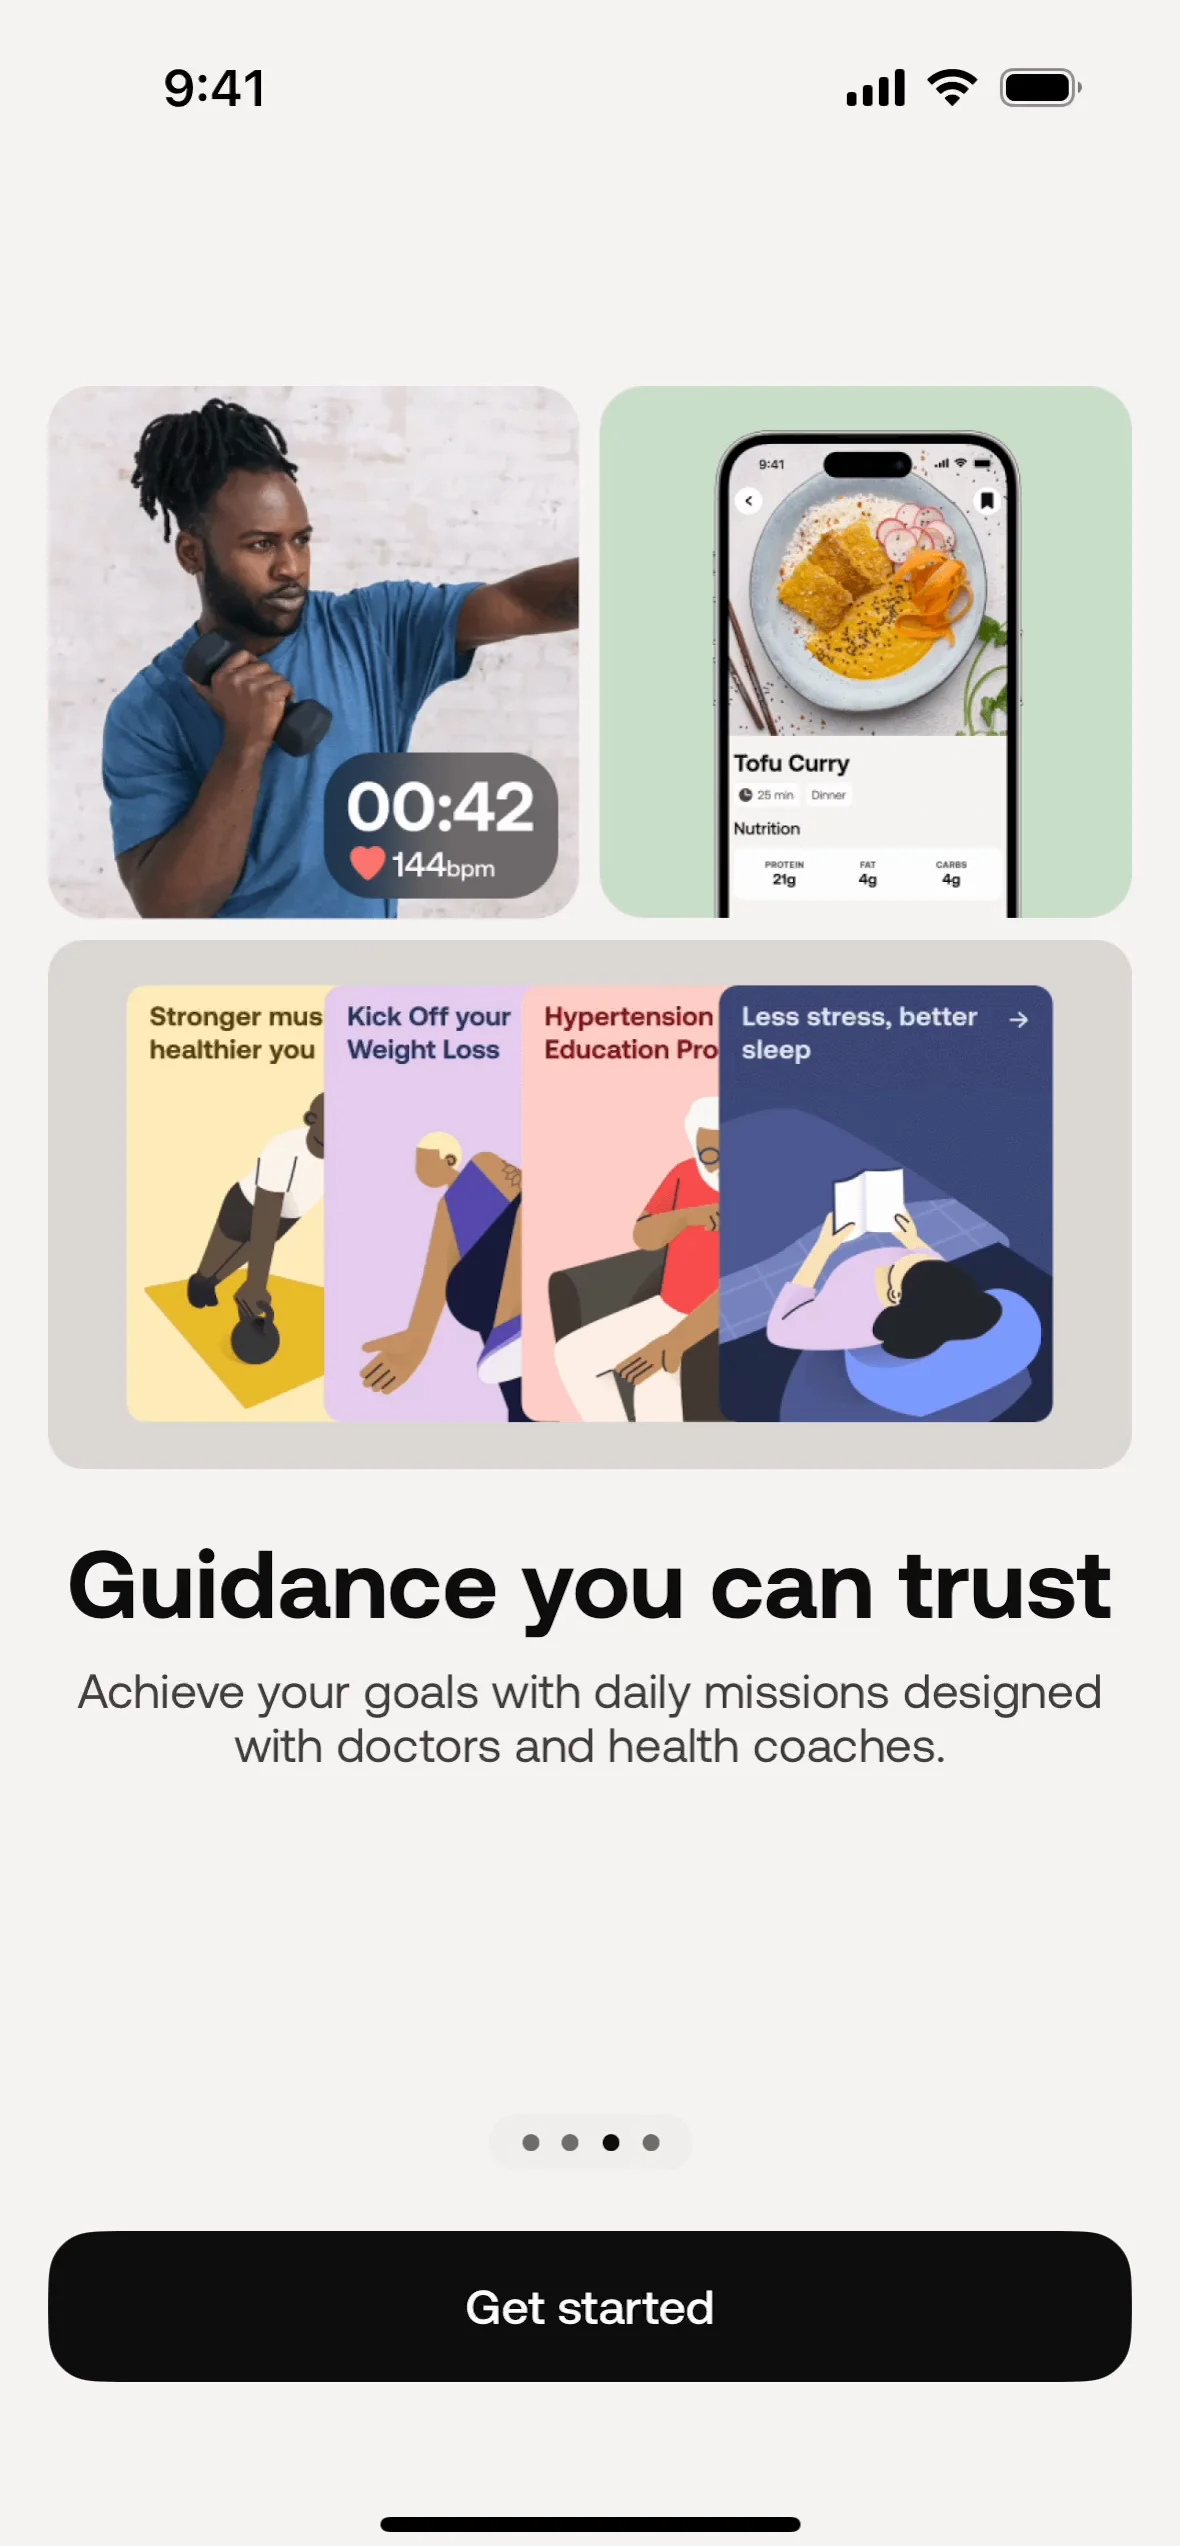 9:41
00:42
144bpm
9:41
Tofu Curry
25 min Dinner
Nutrition
PROTEIN FAT CARBS
21g 4g 4g
Stronger mus
healthier you
Kick Off your
Weight Loss
Hypertension
Education Pro
Less stress, better
sleep
Guidance you can trust
Achieve your goals with daily missions designed
with doctors and health coaches.
Get started